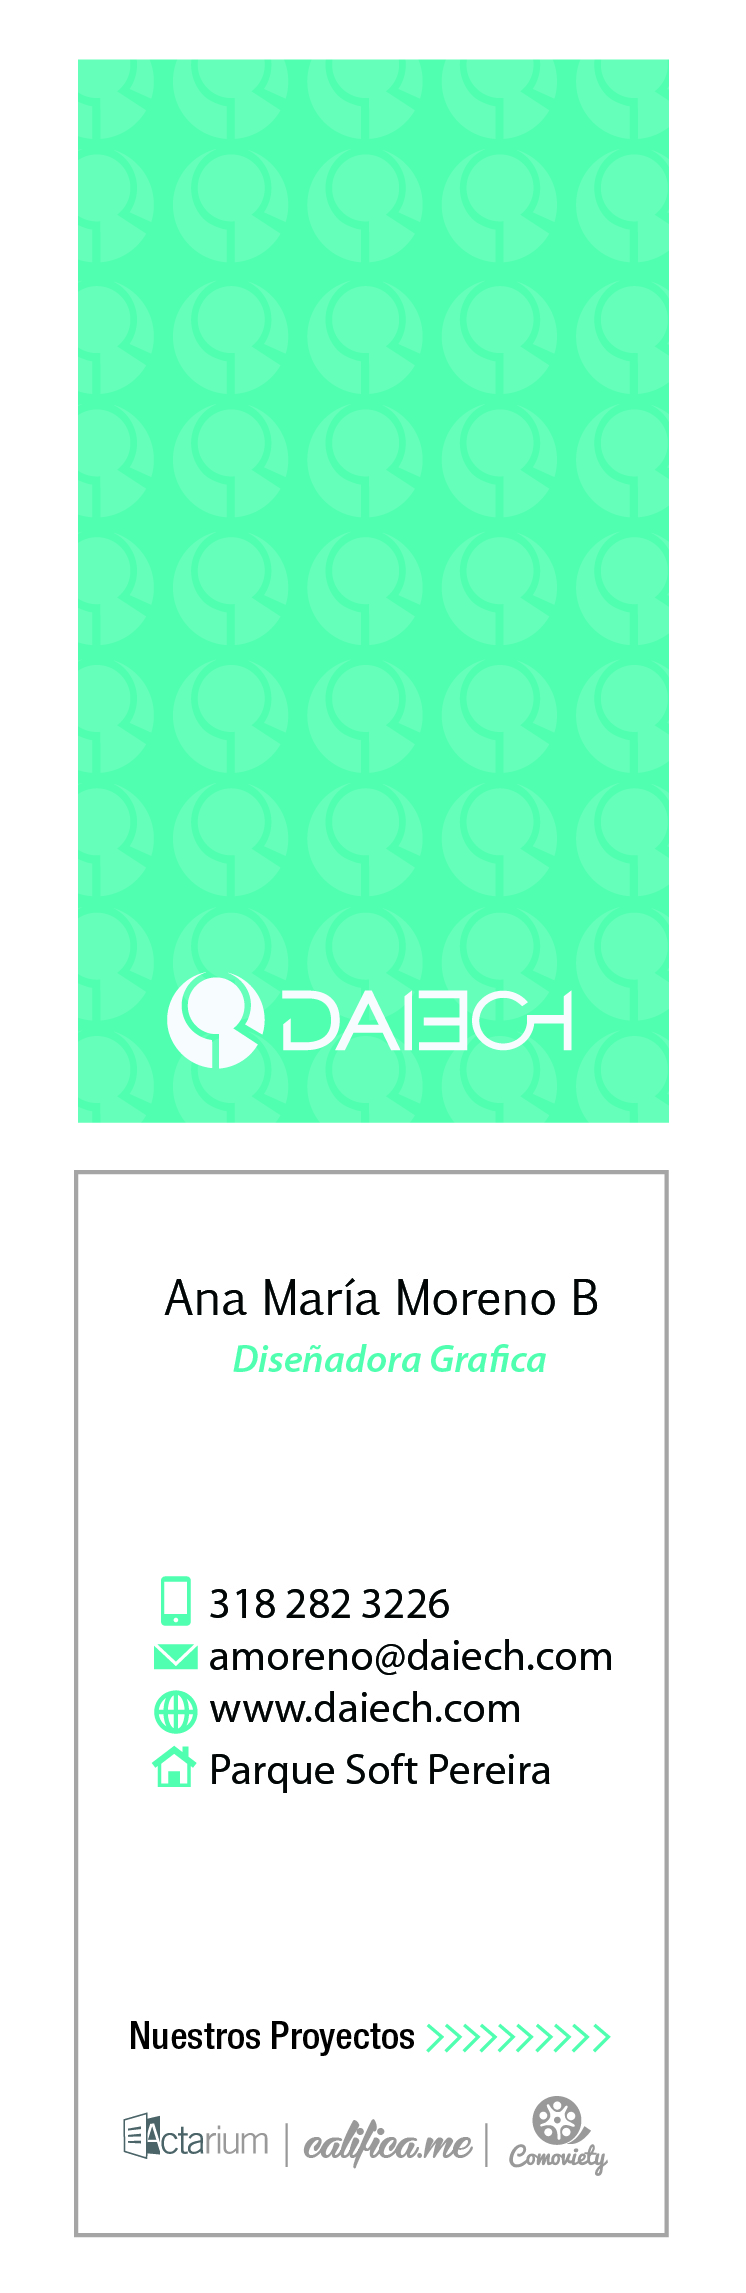 DAIECH
Ana María Moreno B
Diseñadora Grafica
318 282 3226
amoreno@daiech.com
www.daiech.com
Parque Soft Pereira
Nuestros Proyectos
Actarium | califica.me | Comoviety